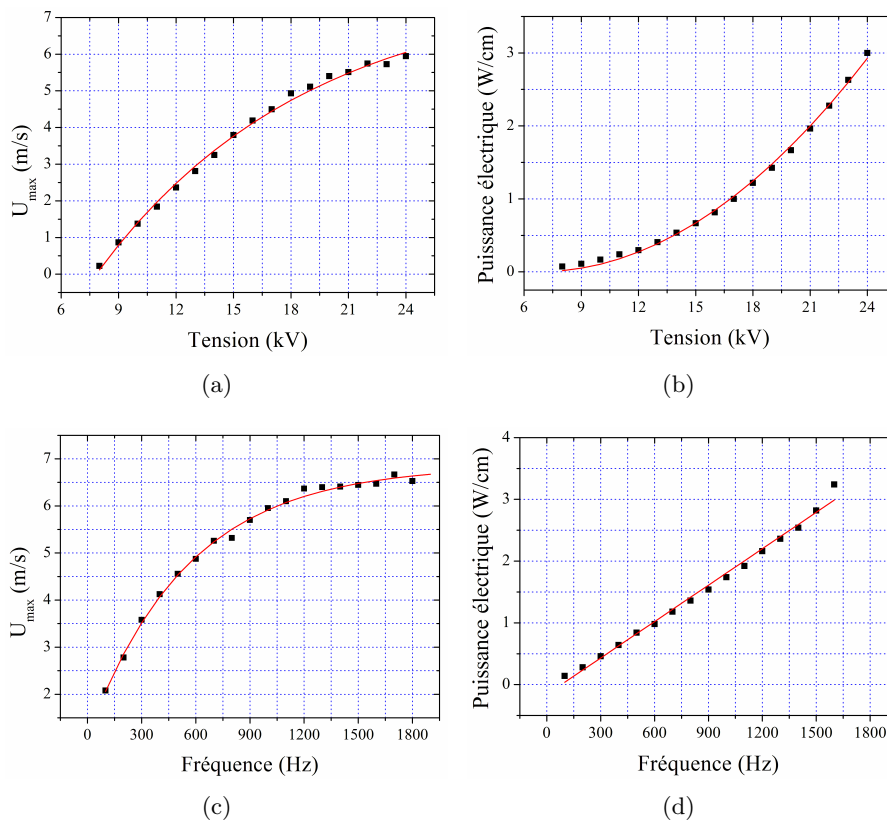 7
6
5
4
3
2
1
0
U_max (m/s)
6 9 12 15 18 21 24
Tension (kV)
(a)
3
2
1
0
Puissance électrique (W/cm)
6 9 12 15 18 21 24
Tension (kV)
(b)
7
6
5
4
3
2
U_max (m/s)
0 300 600 900 1200 1500 1800
Fréquence (Hz)
(c)
4
3
2
1
0
Puissance électrique (W/cm)
0 300 600 900 1200 1500 1800
Fréquence (Hz)
(d)